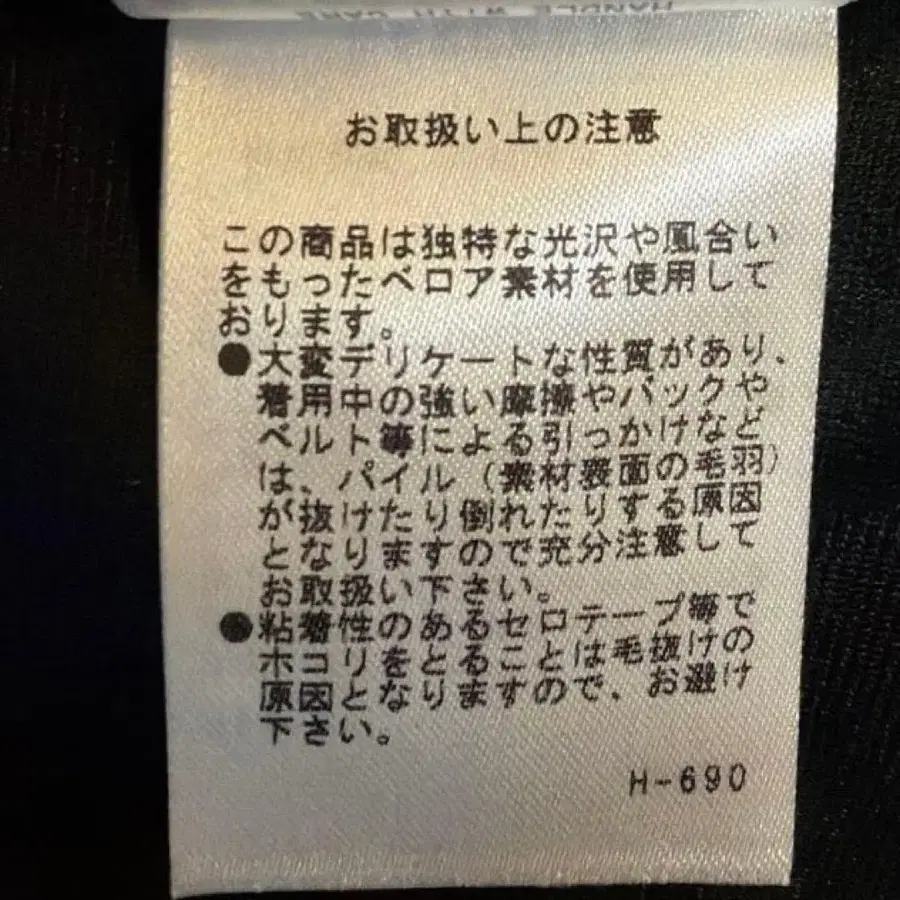 HANDLE WITH CARE
お取扱い上の注意
この商品は独特な光沢や風合い
をもったベロア素材を使用して
おります。
●大変デリケートな性質があり、
着用中の強い摩擦やバックや
ベルト等による引っかけなど
は、パイル(素材表面の毛羽)
が抜けたり倒れたりする原因
となりますので充分注意して
お取扱い下さい。
●粘着性のあるセロテープ等で
ホコリをとることは毛抜けの
原因となりますので、お避け
下さい。
H-690